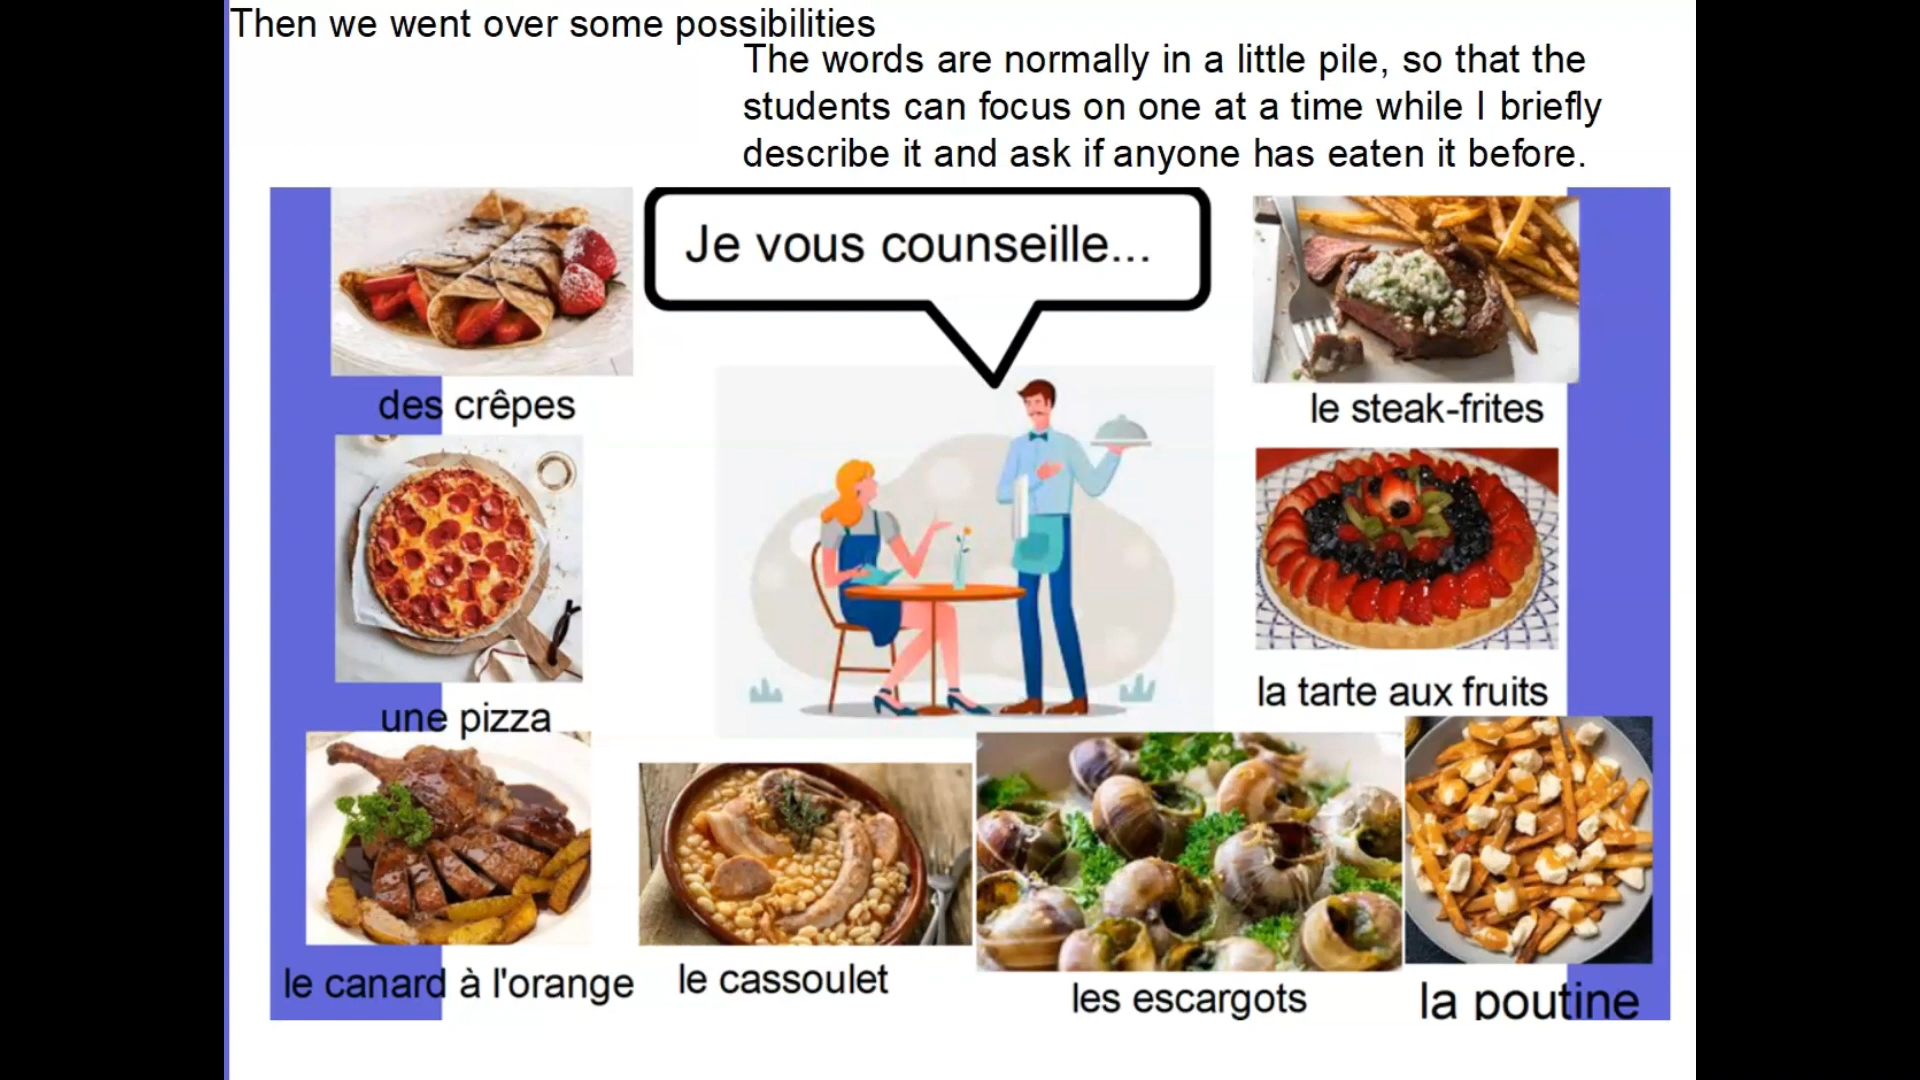 Then we went over some possibilities
The words are normally in a little pile, so that the
students can focus on one at a time while I briefly
describe it and ask if anyone has eaten it before.
Je vous counseille...
des crêpes
le steak-frites
une pizza
la tarte aux fruits
le canard à l'orange
le cassoulet
les escargots
la poutine